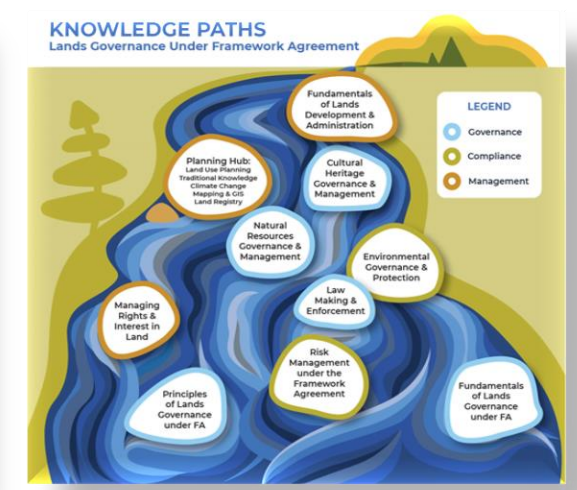 KNOWLEDGE PATHS
Lands Governance Under Framework Agreement
Fundamentals
of Lands
Development &
Administration
LEGEND
Governance
Compliance
Management
Planning Hub:
Land Use Planning
Traditional Knowledge
Climate Change
Mapping & GIS
Land Registry
Cultural
Heritage
Governance &
Management
Natural
Resources
Governance &
Management
Environmental
Governance &
Protection
Law
Making &
Enforcement
Managing
Rights &
Interest in
Land
Risk
Management
under the
Framework
Agreement
Principles
of Lands
Governance
under FA
Fundamentals
of Lands
Governance
under FA